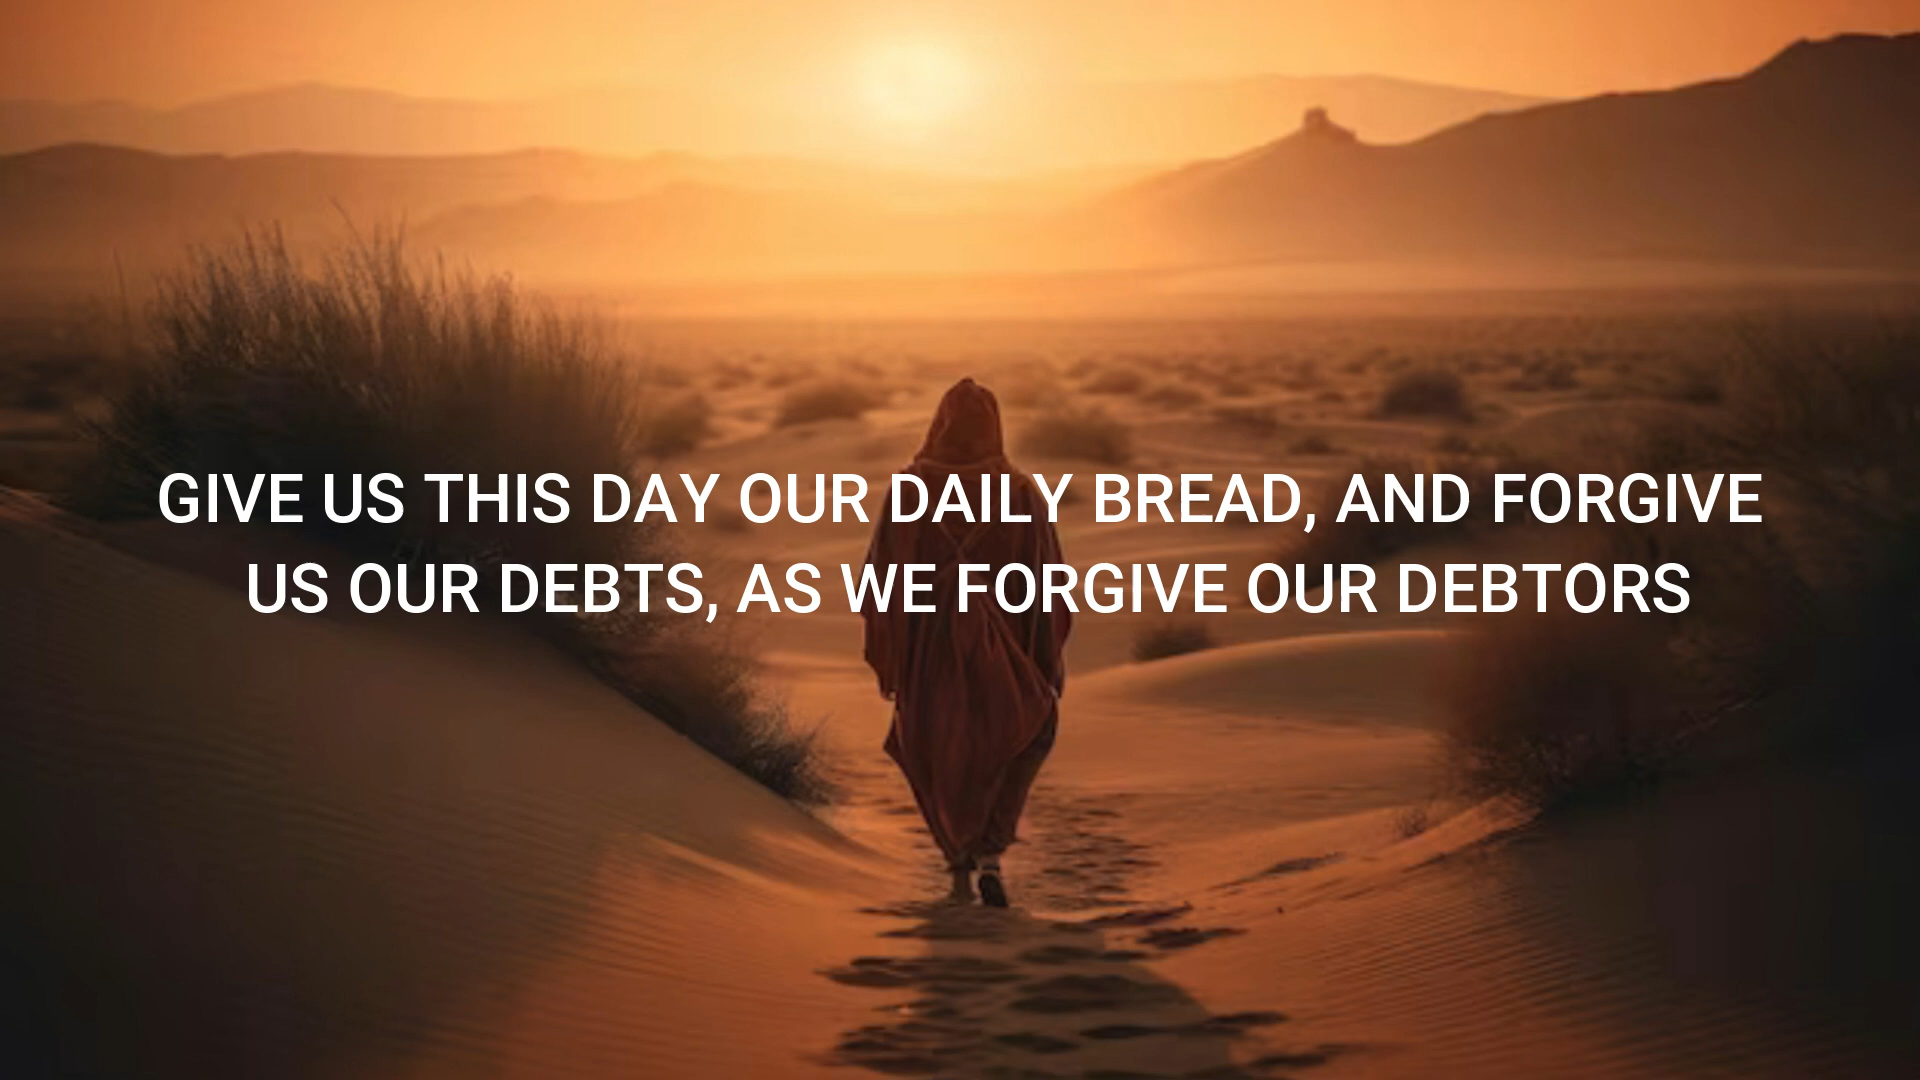 GIVE US THIS DAY OUR DAILY BREAD, AND FORGIVE
US OUR DEBTS, AS WE FORGIVE OUR DEBTORS